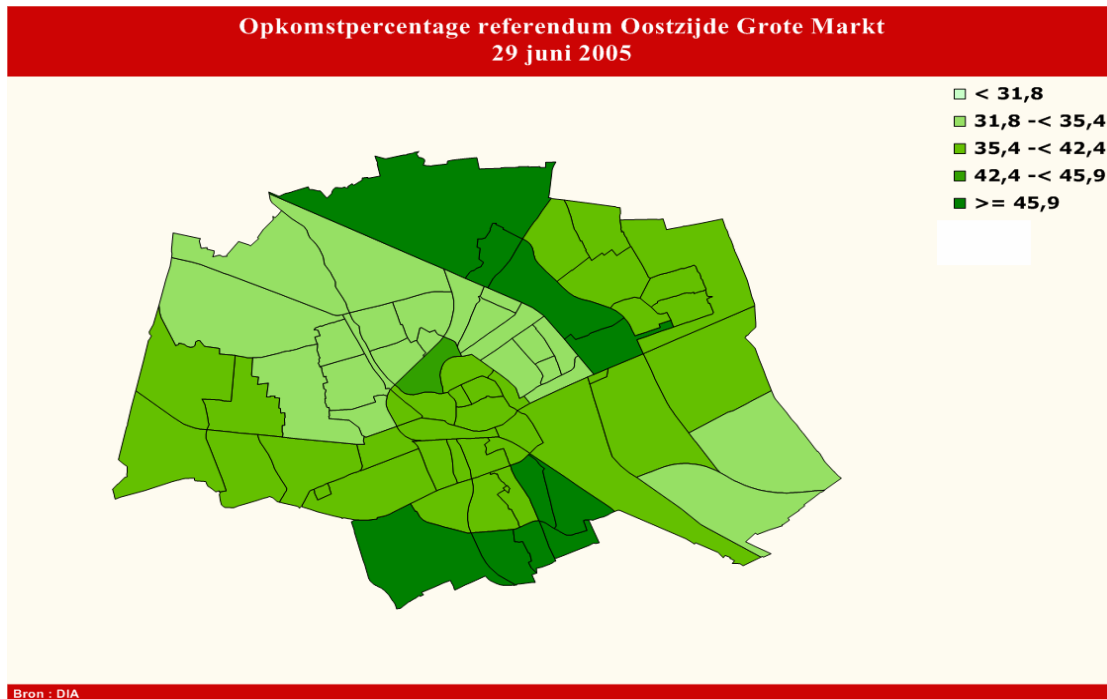 Opkomstpercentage referendum Oostzijde Grote Markt
29 juni 2005
< 31,8
31,8 -< 35,4
35,4 -< 42,4
42,4 -< 45,9
>= 45,9
Bron : DIA